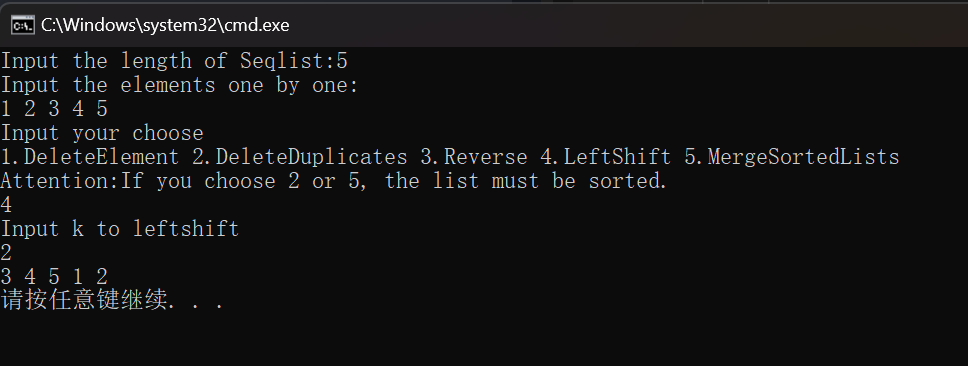 C:\Windows\system32\cmd.exe
Input the length of Seqlist:5
Input the elements one by one:
1 2 3 4 5
Input your choose
1.DeleteElement 2.DeleteDuplicates 3.Reverse 4.LeftShift 5.MergeSortedLists
Attention:If you choose 2 or 5, the list must be sorted.
4
Input k to leftshift
2
3 4 5 1 2
请按任意键继续. . .